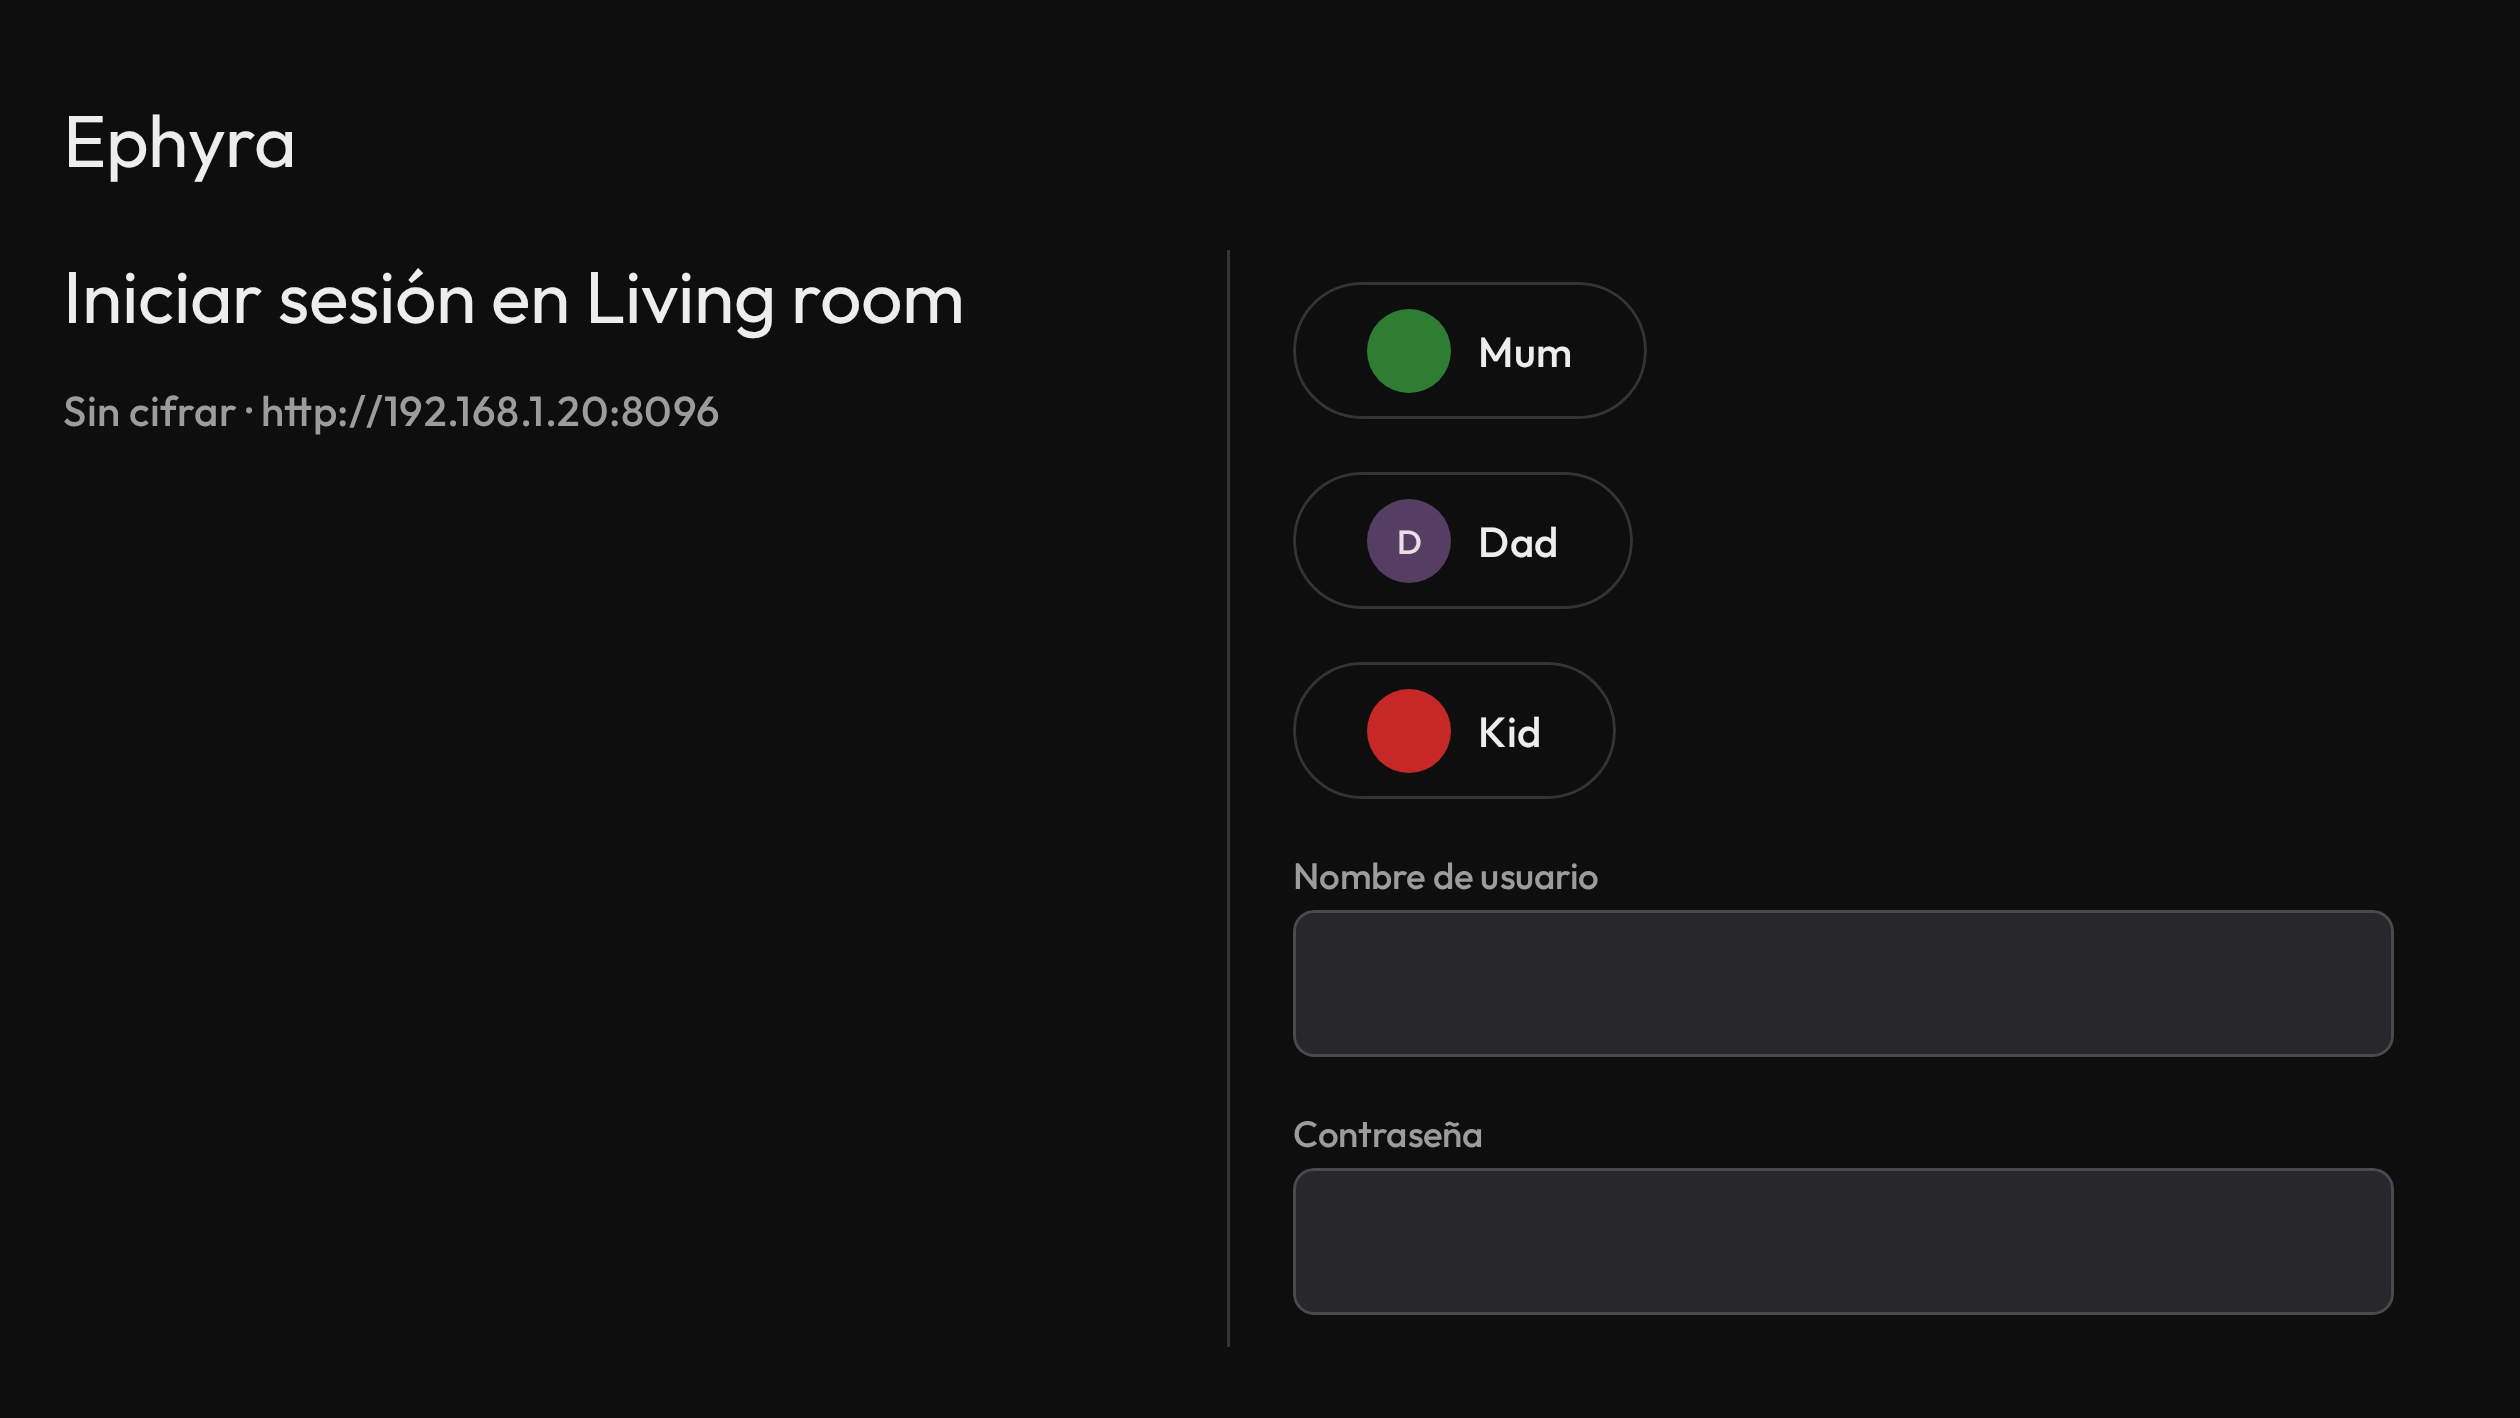 Ephyra
Iniciar sesión en Living room
Sin cifrar · http://192.168.1.20:8096
Mum
D Dad
Kid
Nombre de usuario
Contraseña